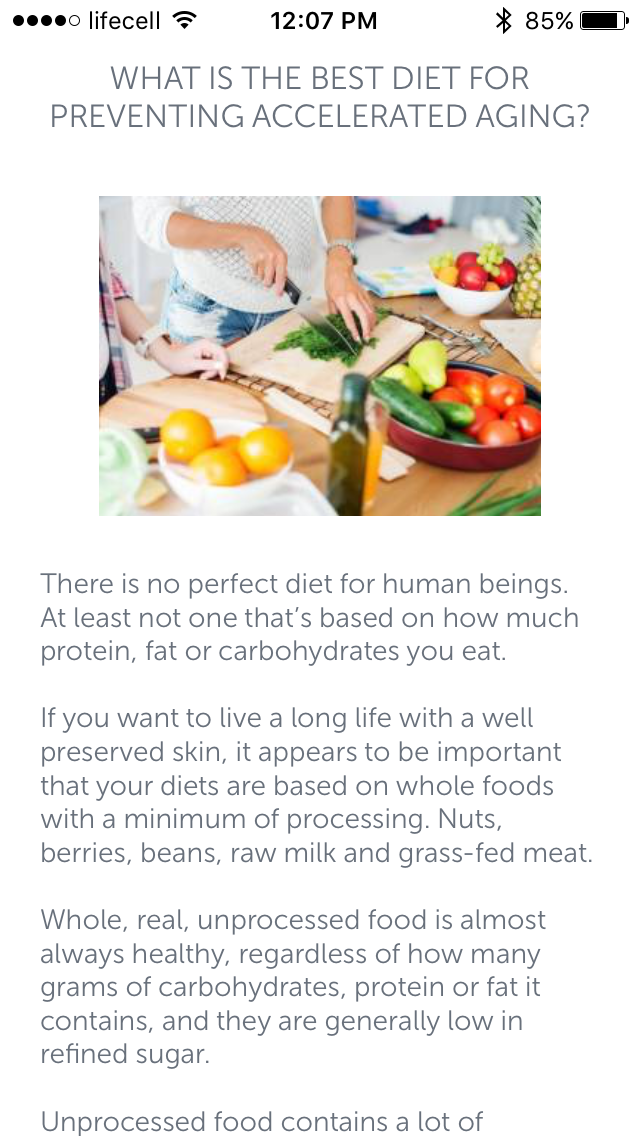 lifecell 12:07 PM 85%
WHAT IS THE BEST DIET FOR
PREVENTING ACCELERATED AGING?
There is no perfect diet for human beings.
At least not one that’s based on how much
protein, fat or carbohydrates you eat.
If you want to live a long life with a well
preserved skin, it appears to be important
that your diets are based on whole foods
with a minimum of processing. Nuts,
berries, beans, raw milk and grass-fed meat.
Whole, real, unprocessed food is almost
always healthy, regardless of how many
grams of carbohydrates, protein or fat it
contains, and they are generally low in
refined sugar.
Unprocessed food contains a lot of